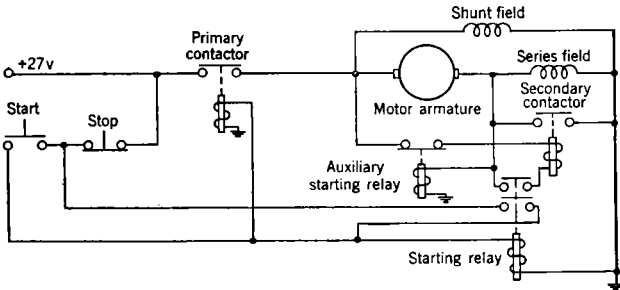 Shunt field
Primary
contactor
+27v
Series field
Motor armature
Secondary
contactor
Start
Stop
Auxiliary
starting relay
Starting relay